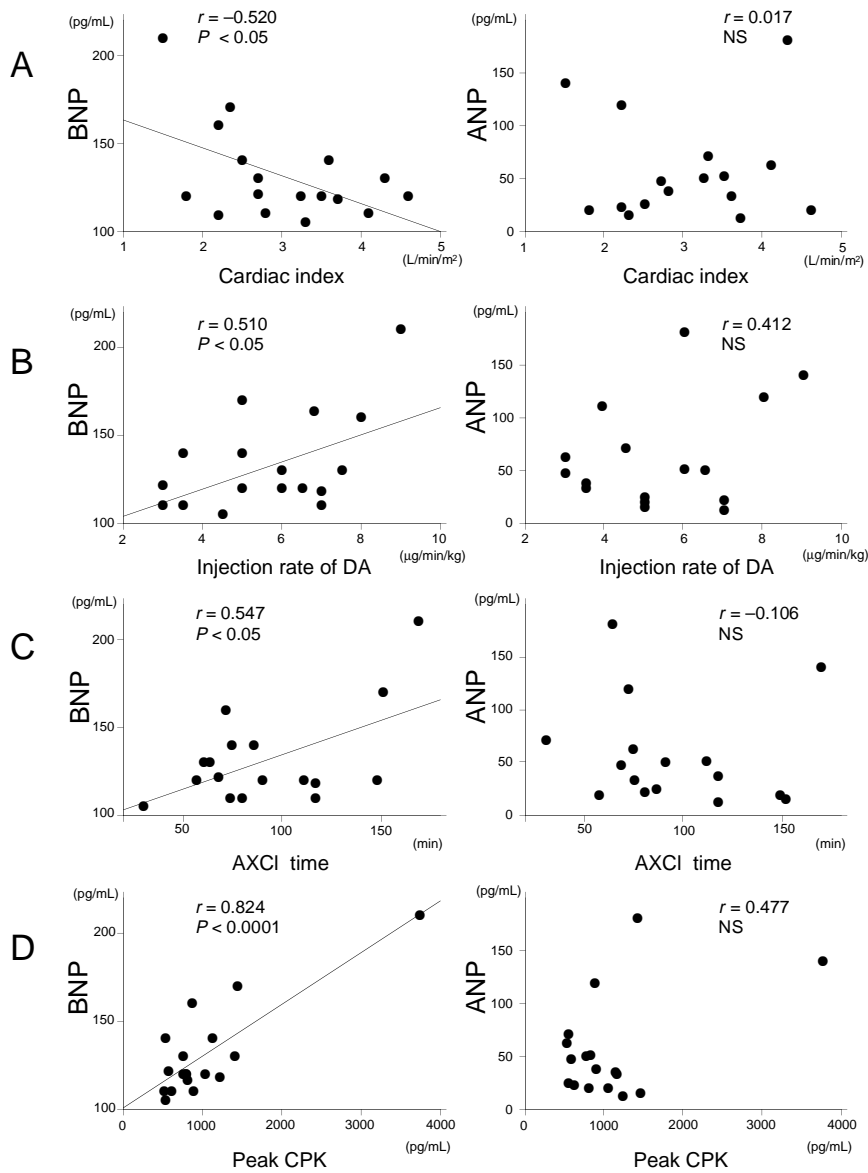 A
(pg/mL)
r = –0.520
P < 0.05
BNP
200
150
100
1 2 3 4 5
(L/min/m²)
Cardiac index
(pg/mL)
r = 0.017
NS
ANP
150
100
50
0
1 2 3 4 5
(L/min/m²)
Cardiac index
B
(pg/mL)
r = 0.510
P < 0.05
BNP
200
150
100
2 4 6 8 10
Injection rate of DA (μg/min/kg)
(pg/mL)
r = 0.412
NS
ANP
150
100
50
0
2 4 6 8 10
Injection rate of DA (μg/min/kg)
C
(pg/mL)
r = 0.547
P < 0.05
BNP
200
150
100
50 100 150
(min)
AXCl time
(pg/mL)
r = –0.106
NS
ANP
150
100
50
0
50 100 150
(min)
AXCl time
D
(pg/mL)
r = 0.824
P < 0.0001
BNP
200
150
100
0 1000 2000 3000 4000
Peak CPK (pg/mL)
(pg/mL)
r = 0.477
NS
ANP
150
100
50
0
0 1000 2000 3000 4000
Peak CPK (pg/mL)